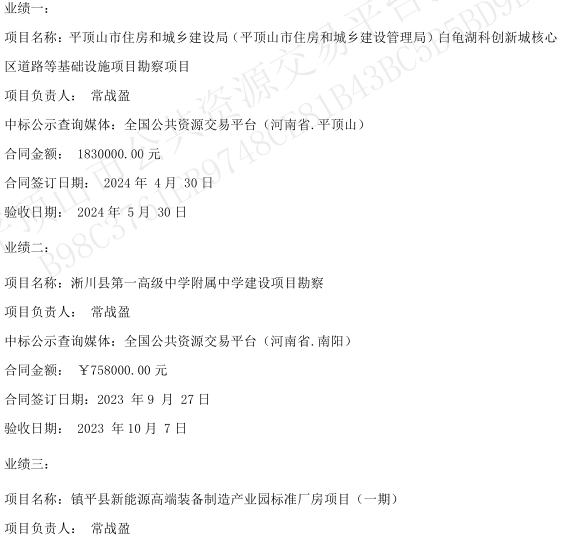 业绩一：
项目名称：平顶山市住房和城乡建设局（平顶山市住房和城乡建设管理局）白龟湖科创新城核心
区道路等基础设施项目勘察项目
项目负责人： 常战盈
中标公示查询媒体：全国公共资源交易平台（河南省.平顶山）
合同金额： 1830000.00 元
合同签订日期： 2024 年 4 月 30 日
验收日期： 2024 年 5 月 30 日
业绩二：
项目名称：淅川县第一高级中学附属中学建设项目勘察
项目负责人： 常战盈
中标公示查询媒体：全国公共资源交易平台（河南省.南阳）
合同金额： ￥758000.00 元
合同签订日期：2023 年 9 月 27 日
验收日期： 2023 年 10 月 7 日
业绩三：
项目名称：镇平县新能源高端装备制造产业园标准厂房项目（一期）
项目负责人： 常战盈